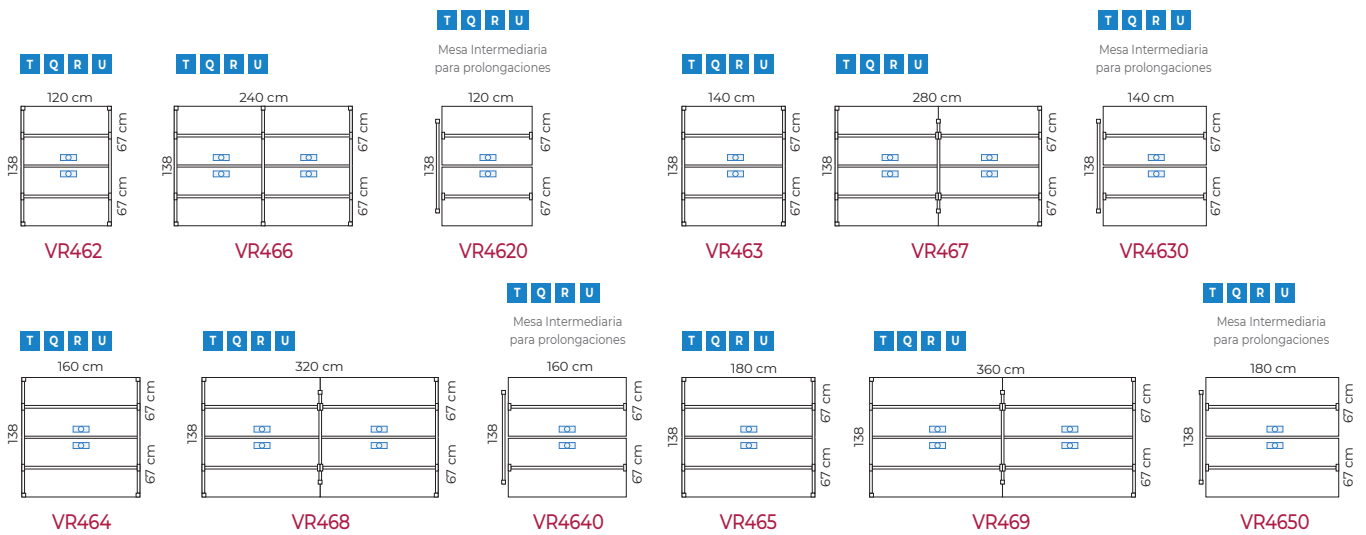 T Q R U
Mesa Intermediaria
para prolongaciones
T Q R U
Mesa Intermediaria
para prolongaciones
T Q R U
T Q R U
T Q R U
T Q R U
120 cm
240 cm
120 cm
140 cm
280 cm
140 cm
138
67 cm
67 cm
138
67 cm
67 cm
138
67 cm
67 cm
138
67 cm
67 cm
138
67 cm
67 cm
138
67 cm
67 cm
VR462
VR466
VR4620
VR463
VR467
VR4630
T Q R U
Mesa Intermediaria
para prolongaciones
T Q R U
Mesa Intermediaria
para prolongaciones
T Q R U
T Q R U
T Q R U
T Q R U
160 cm
320 cm
160 cm
180 cm
360 cm
180 cm
138
67 cm
67 cm
138
67 cm
67 cm
138
67 cm
67 cm
138
67 cm
67 cm
138
67 cm
67 cm
138
67 cm
67 cm
VR464
VR468
VR4640
VR465
VR469
VR4650